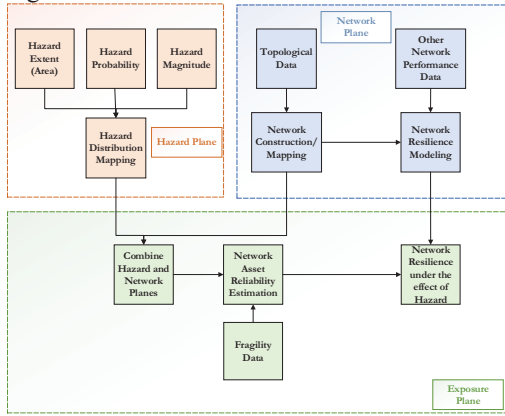 Network
Plane
Hazard
Extent
(Area)
Hazard
Probability
Hazard
Magnitude
Topological
Data
Other
Network
Performance
Data
Hazard
Distribution
Mapping
Hazard Plane
Network
Construction/
Mapping
Network
Resilience
Modeling
Combine
Hazard and
Network
Planes
Network
Asset
Reliability
Estimation
Network
Resilience
under the
effect of
Hazard
Fragility
Data
Exposure
Plane